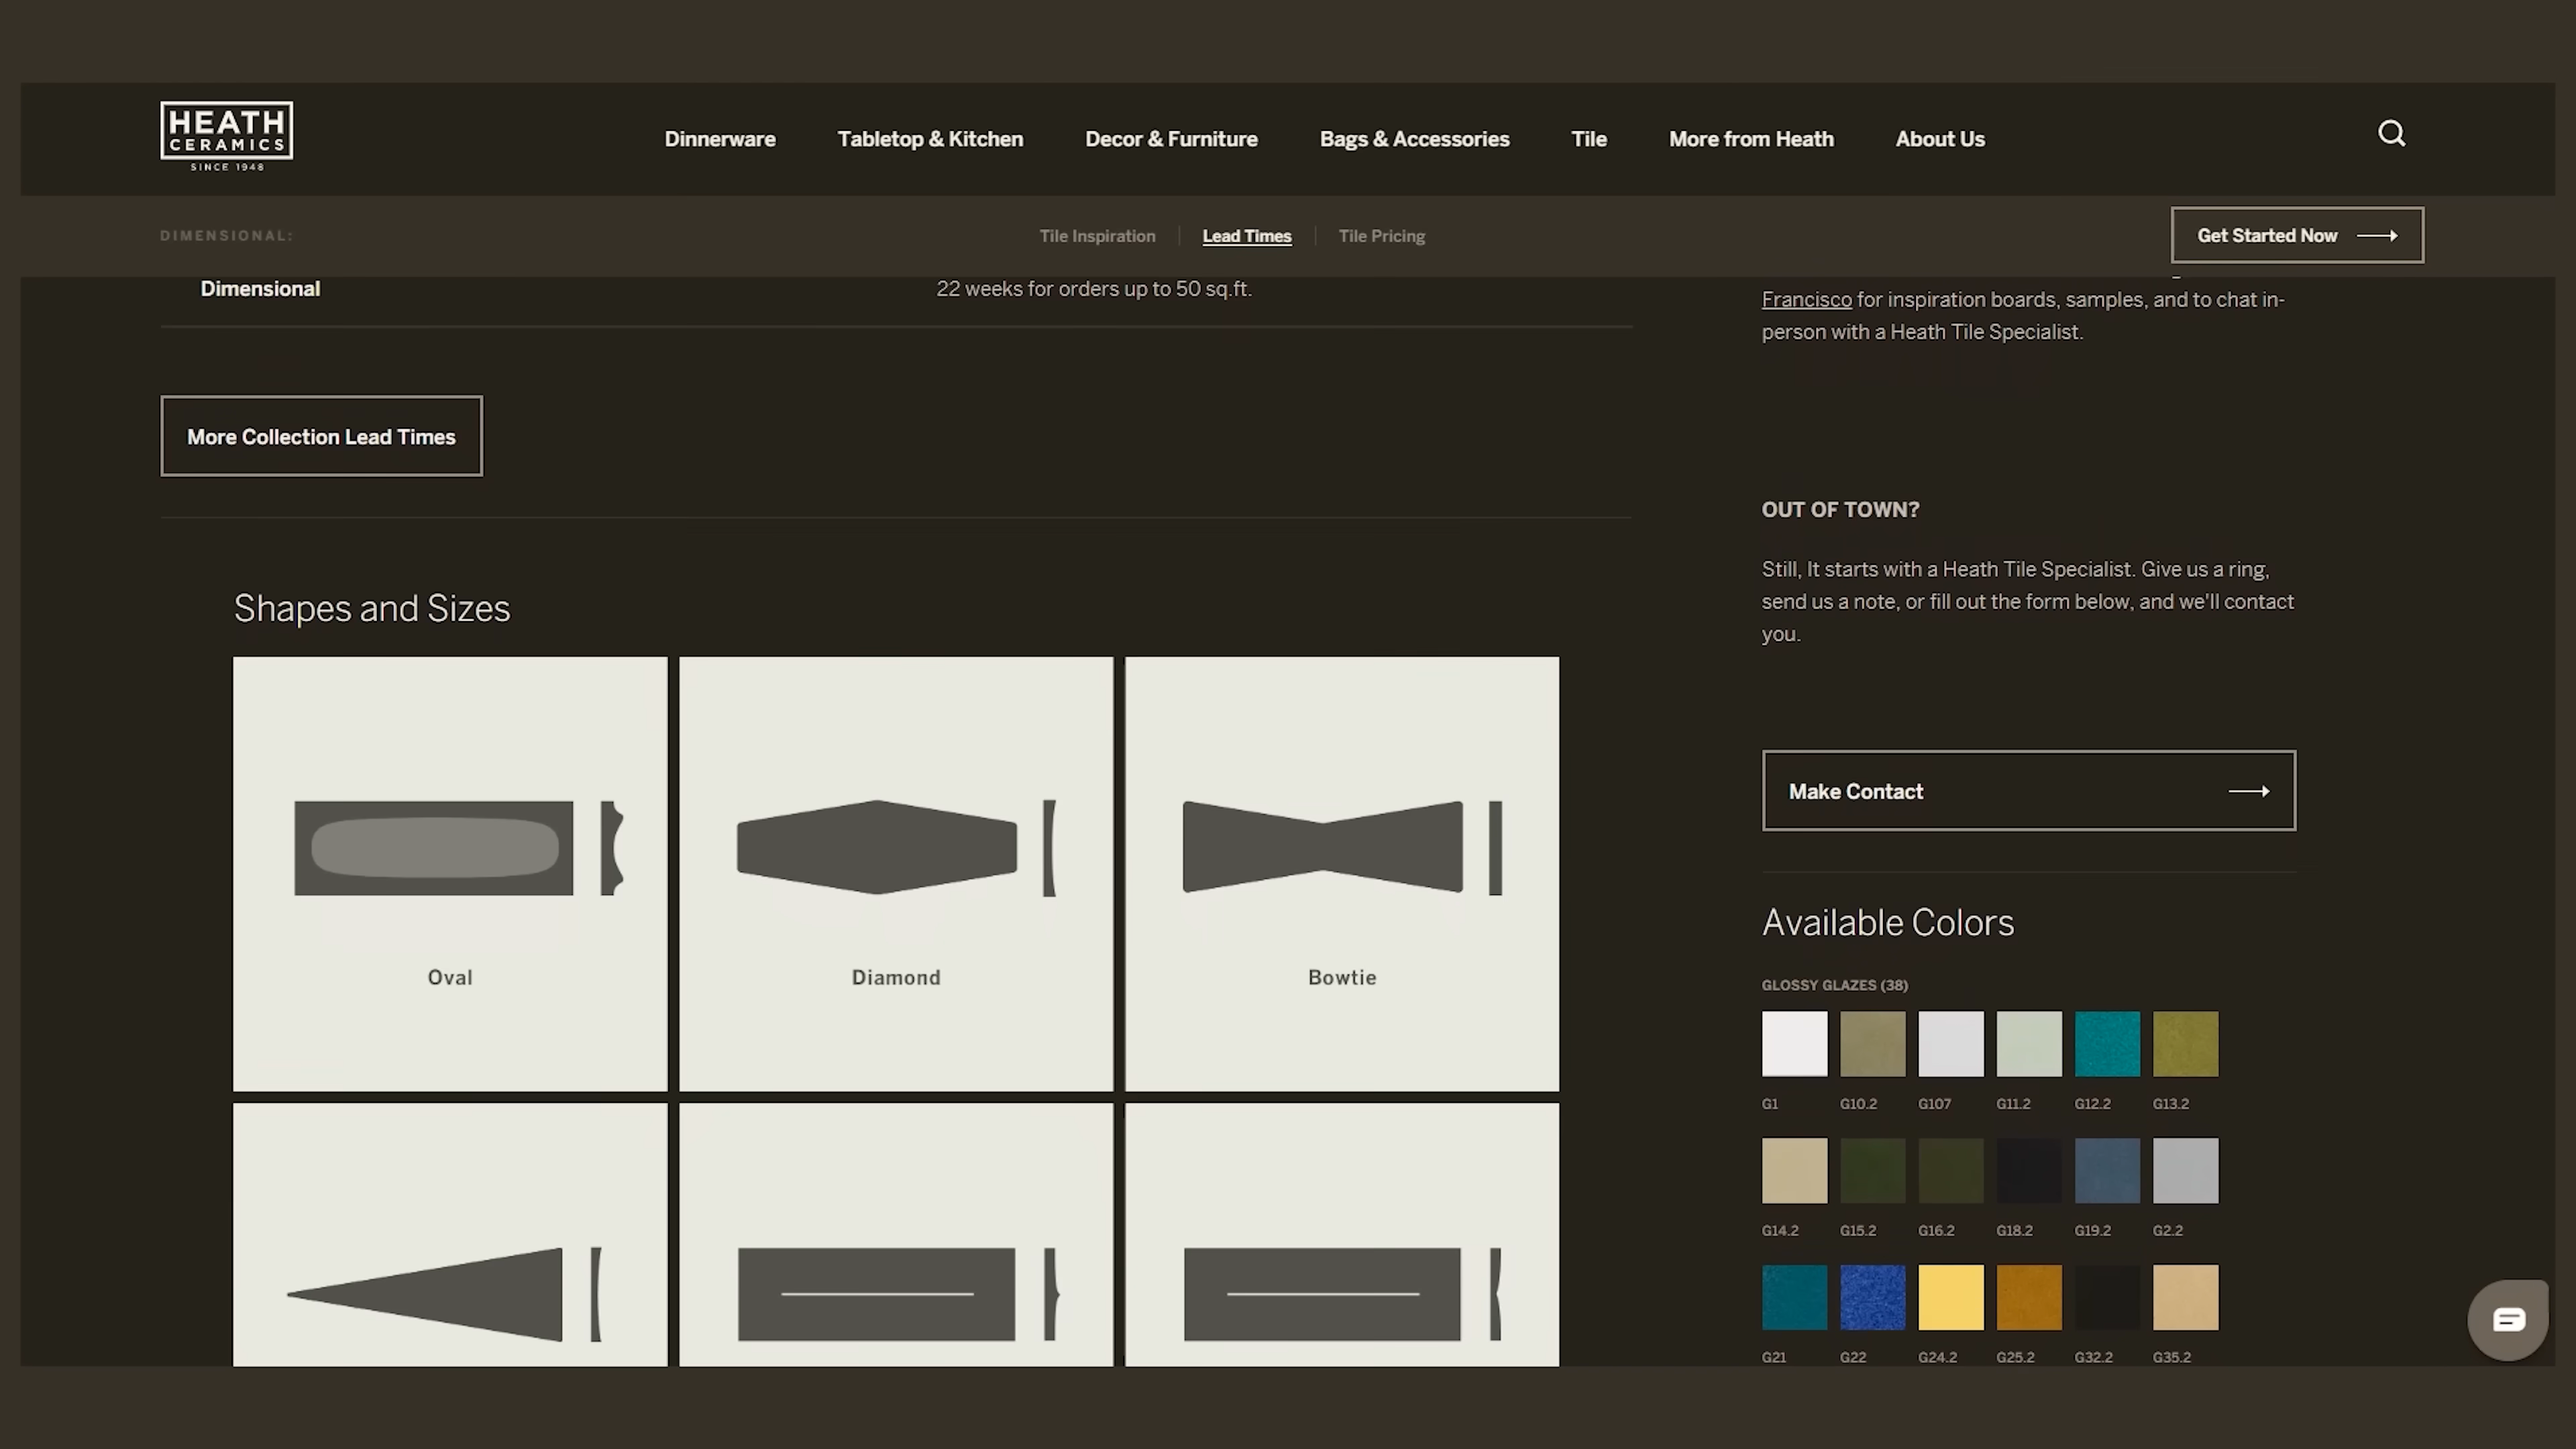 HEATH
CERAMICS
SINCE 1948
Dinnerware
Tabletop & Kitchen
Decor & Furniture
Bags & Accessories
Tile
More from Heath
About Us
DIMENSIONAL:
Tile Inspiration
Lead Times
Tile Pricing
Get Started Now
Dimensional
22 weeks for orders up to 50 sq.ft.
More Collection Lead Times
Shapes and Sizes
Oval
Diamond
Bowtie
Francisco for inspiration boards, samples, and to chat in-
person with a Heath Tile Specialist.
OUT OF TOWN?
Still, It starts with a Heath Tile Specialist. Give us a ring,
send us a note, or fill out the form below, and we'll contact
you.
Make Contact
Available Colors
GLOSSY GLAZES (38)
G1 G10.2 G107 G11.2 G12.2 G13.2
G14.2 G15.2 G16.2 G18.2 G19.2 G2.2
G21 G22 G24.2 G25.2 G32.2 G35.2